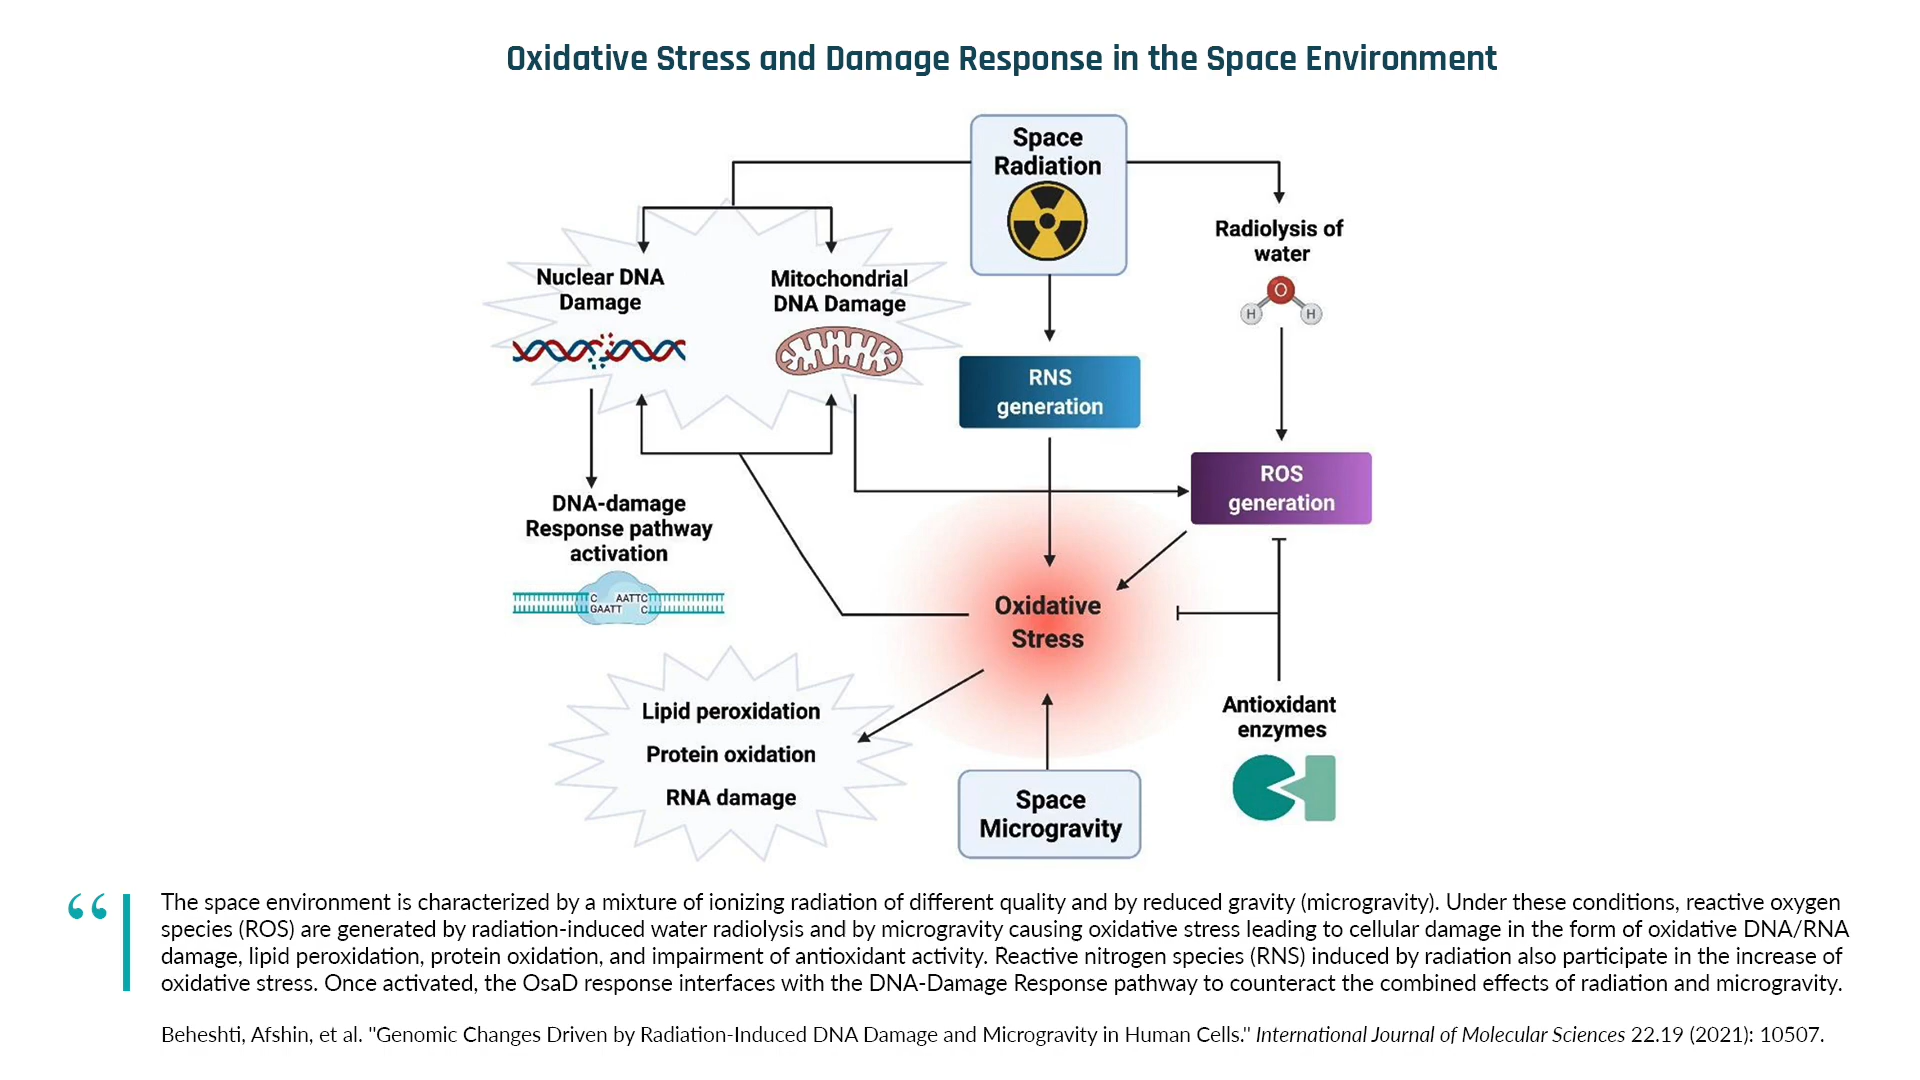 Oxidative Stress and Damage Response in the Space Environment
Space
Radiation
Radiolysis of
water
O
H H
Nuclear DNA
Damage
Mitochondrial
DNA Damage
RNS
generation
ROS
generation
DNA-damage
Response pathway
activation
C AATTC
GAATT C
Oxidative
Stress
Lipid peroxidation
Protein oxidation
RNA damage
Antioxidant
enzymes
Space
Microgravity
“
The space environment is characterized by a mixture of ionizing radiation of different quality and by reduced gravity (microgravity). Under these conditions, reactive oxygen
species (ROS) are generated by radiation-induced water radiolysis and by microgravity causing oxidative stress leading to cellular damage in the form of oxidative DNA/RNA
damage, lipid peroxidation, protein oxidation, and impairment of antioxidant activity. Reactive nitrogen species (RNS) induced by radiation also participate in the increase of
oxidative stress. Once activated, the OsaD response interfaces with the DNA-Damage Response pathway to counteract the combined effects of radiation and microgravity.
Beheshti, Afshin, et al. "Genomic Changes Driven by Radiation-Induced DNA Damage and Microgravity in Human Cells." International Journal of Molecular Sciences 22.19 (2021): 10507.